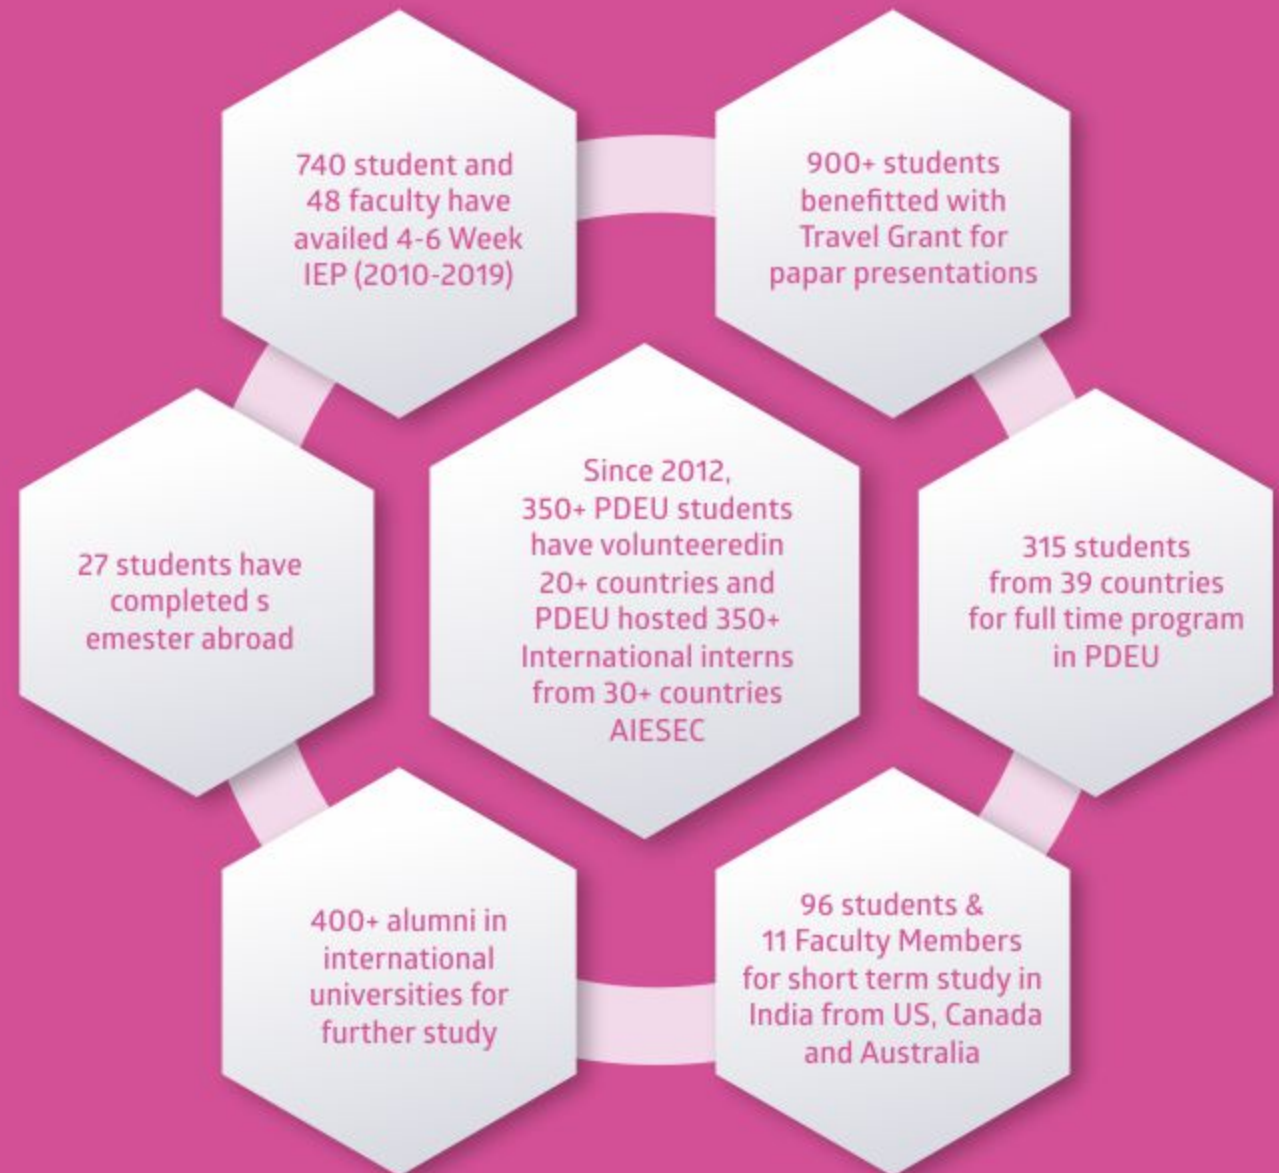 740 student and
48 faculty have
availed 4-6 Week
IEP (2010-2019)
900+ students
benefitted with
Travel Grant for
papar presentations
27 students have
completed s
emester abroad
Since 2012,
350+ PDEU students
have volunteeredin
20+ countries and
PDEU hosted 350+
International interns
from 30+ countries
AIESEC
315 students
from 39 countries
for full time program
in PDEU
400+ alumni in
international
universities for
further study
96 students &
11 Faculty Members
for short term study in
India from US, Canada
and Australia